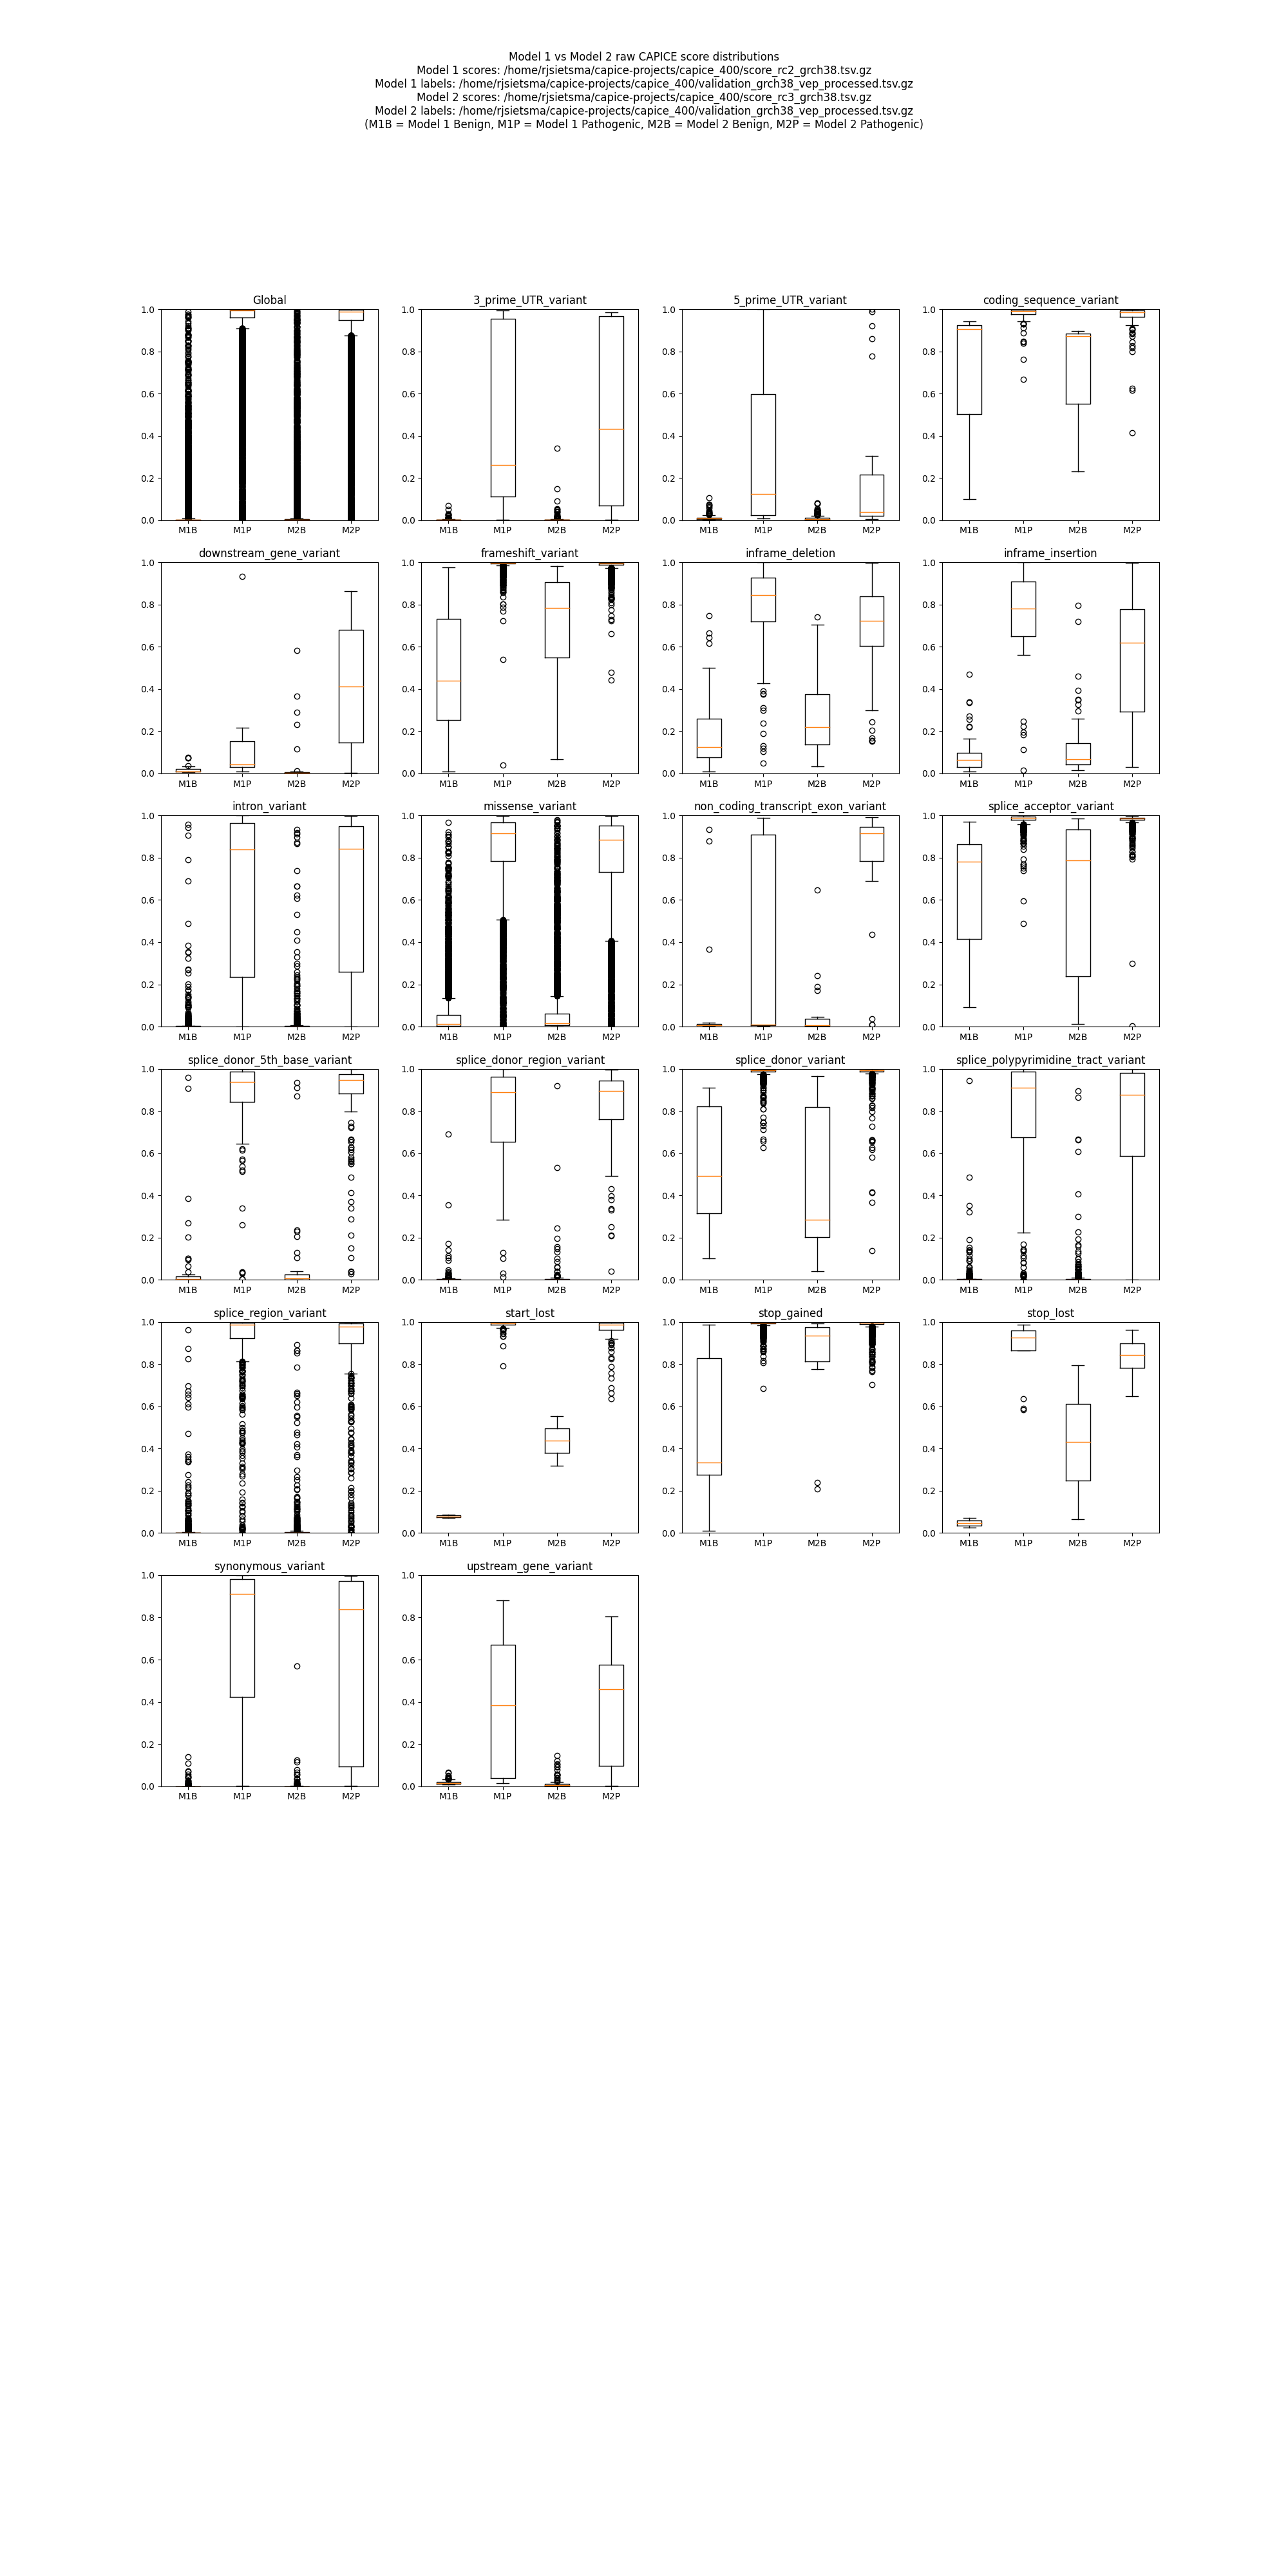 Model 1 vs Model 2 raw CAPICE score distributions
Model 1 scores: /home/rjsietsma/capice-projects/capice_400/score_rc2_grch38.tsv.gz
Model 1 labels: /home/rjsietsma/capice-projects/capice_400/validation_grch38_vep_processed.tsv.gz
Model 2 scores: /home/rjsietsma/capice-projects/capice_400/score_rc3_grch38.tsv.gz
Model 2 labels: /home/rjsietsma/capice-projects/capice_400/validation_grch38_vep_processed.tsv.gz
(M1B = Model 1 Benign, M1P = Model 1 Pathogenic, M2B = Model 2 Benign, M2P = Model 2 Pathogenic)
Global
1.0
0.8
0.6
0.4
0.2
0.0
M1B M1P M2B M2P
3_prime_UTR_variant
1.0
0.8
0.6
0.4
0.2
0.0
M1B M1P M2B M2P
5_prime_UTR_variant
1.0
0.8
0.6
0.4
0.2
0.0
M1B M1P M2B M2P
coding_sequence_variant
1.0
0.8
0.6
0.4
0.2
0.0
M1B M1P M2B M2P
downstream_gene_variant
1.0
0.8
0.6
0.4
0.2
0.0
M1B M1P M2B M2P
frameshift_variant
1.0
0.8
0.6
0.4
0.2
0.0
M1B M1P M2B M2P
inframe_deletion
1.0
0.8
0.6
0.4
0.2
0.0
M1B M1P M2B M2P
inframe_insertion
1.0
0.8
0.6
0.4
0.2
0.0
M1B M1P M2B M2P
intron_variant
1.0
0.8
0.6
0.4
0.2
0.0
M1B M1P M2B M2P
missense_variant
1.0
0.8
0.6
0.4
0.2
0.0
M1B M1P M2B M2P
non_coding_transcript_exon_variant
1.0
0.8
0.6
0.4
0.2
0.0
M1B M1P M2B M2P
splice_acceptor_variant
1.0
0.8
0.6
0.4
0.2
0.0
M1B M1P M2B M2P
splice_donor_5th_base_variant
1.0
0.8
0.6
0.4
0.2
0.0
M1B M1P M2B M2P
splice_donor_region_variant
1.0
0.8
0.6
0.4
0.2
0.0
M1B M1P M2B M2P
splice_donor_variant
1.0
0.8
0.6
0.4
0.2
0.0
M1B M1P M2B M2P
splice_polypyrimidine_tract_variant
1.0
0.8
0.6
0.4
0.2
0.0
M1B M1P M2B M2P
splice_region_variant
1.0
0.8
0.6
0.4
0.2
0.0
M1B M1P M2B M2P
start_lost
1.0
0.8
0.6
0.4
0.2
0.0
M1B M1P M2B M2P
stop_gained
1.0
0.8
0.6
0.4
0.2
0.0
M1B M1P M2B M2P
stop_lost
1.0
0.8
0.6
0.4
0.2
0.0
M1B M1P M2B M2P
synonymous_variant
1.0
0.8
0.6
0.4
0.2
0.0
M1B M1P M2B M2P
upstream_gene_variant
1.0
0.8
0.6
0.4
0.2
0.0
M1B M1P M2B M2P